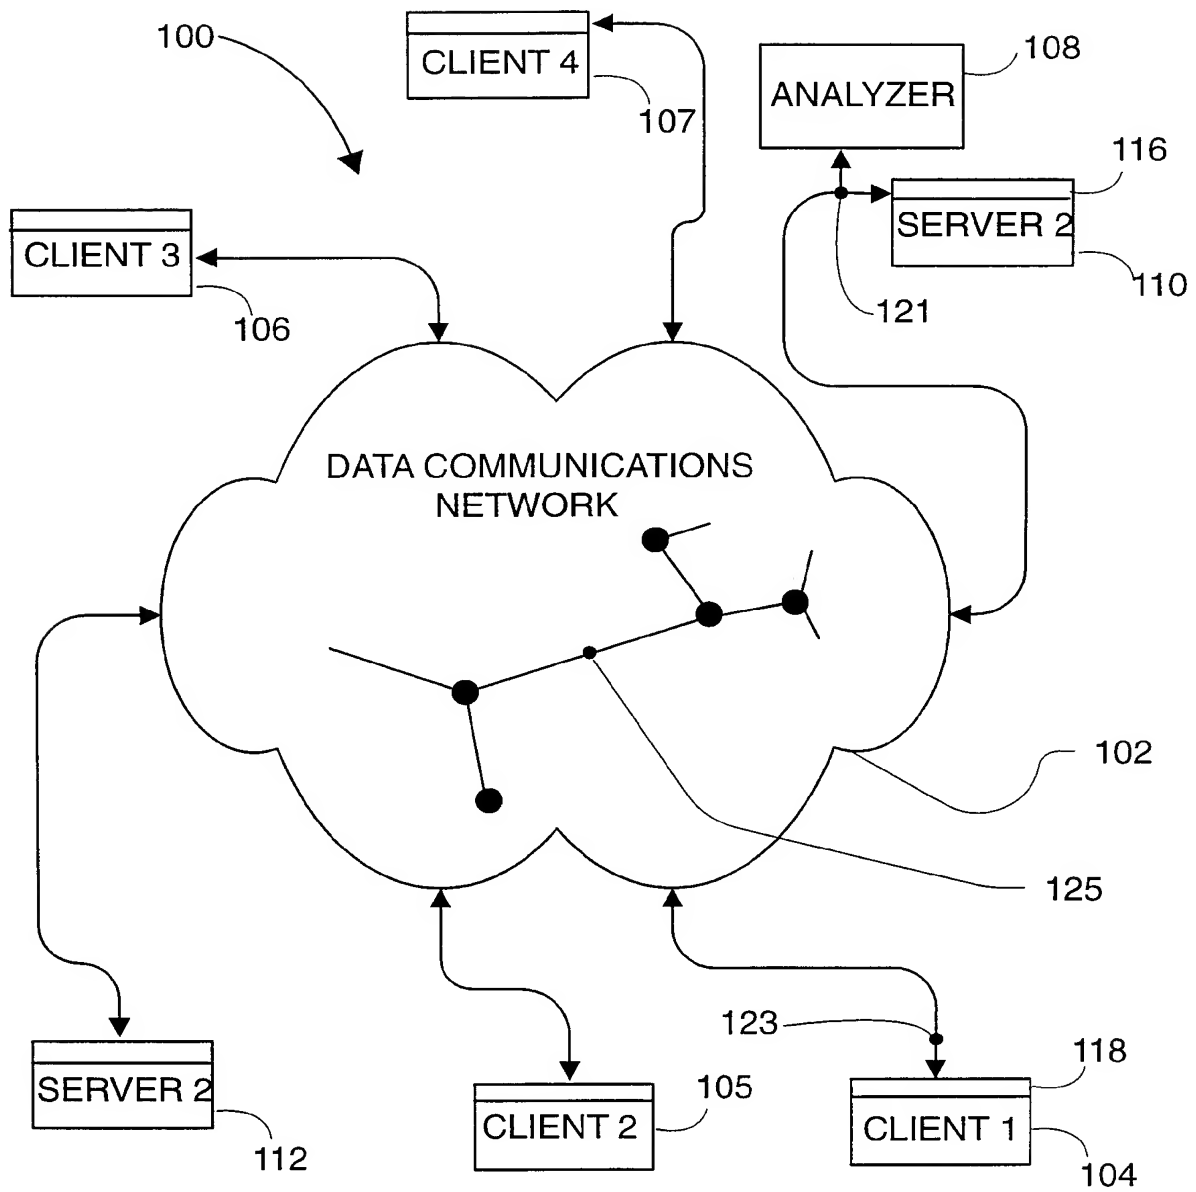 100
CLIENT 4
107
108
ANALYZER
116
SERVER 2
110
121
CLIENT 3
106
DATA COMMUNICATIONS
NETWORK
102
125
123
118
SERVER 2
112
CLIENT 2
105
CLIENT 1
104